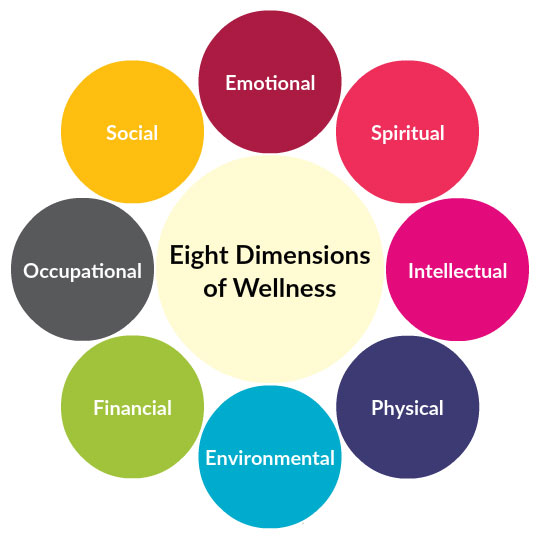 Emotional
Social
Spiritual
Eight Dimensions
of Wellness
Occupational
Intellectual
Financial
Physical
Environmental